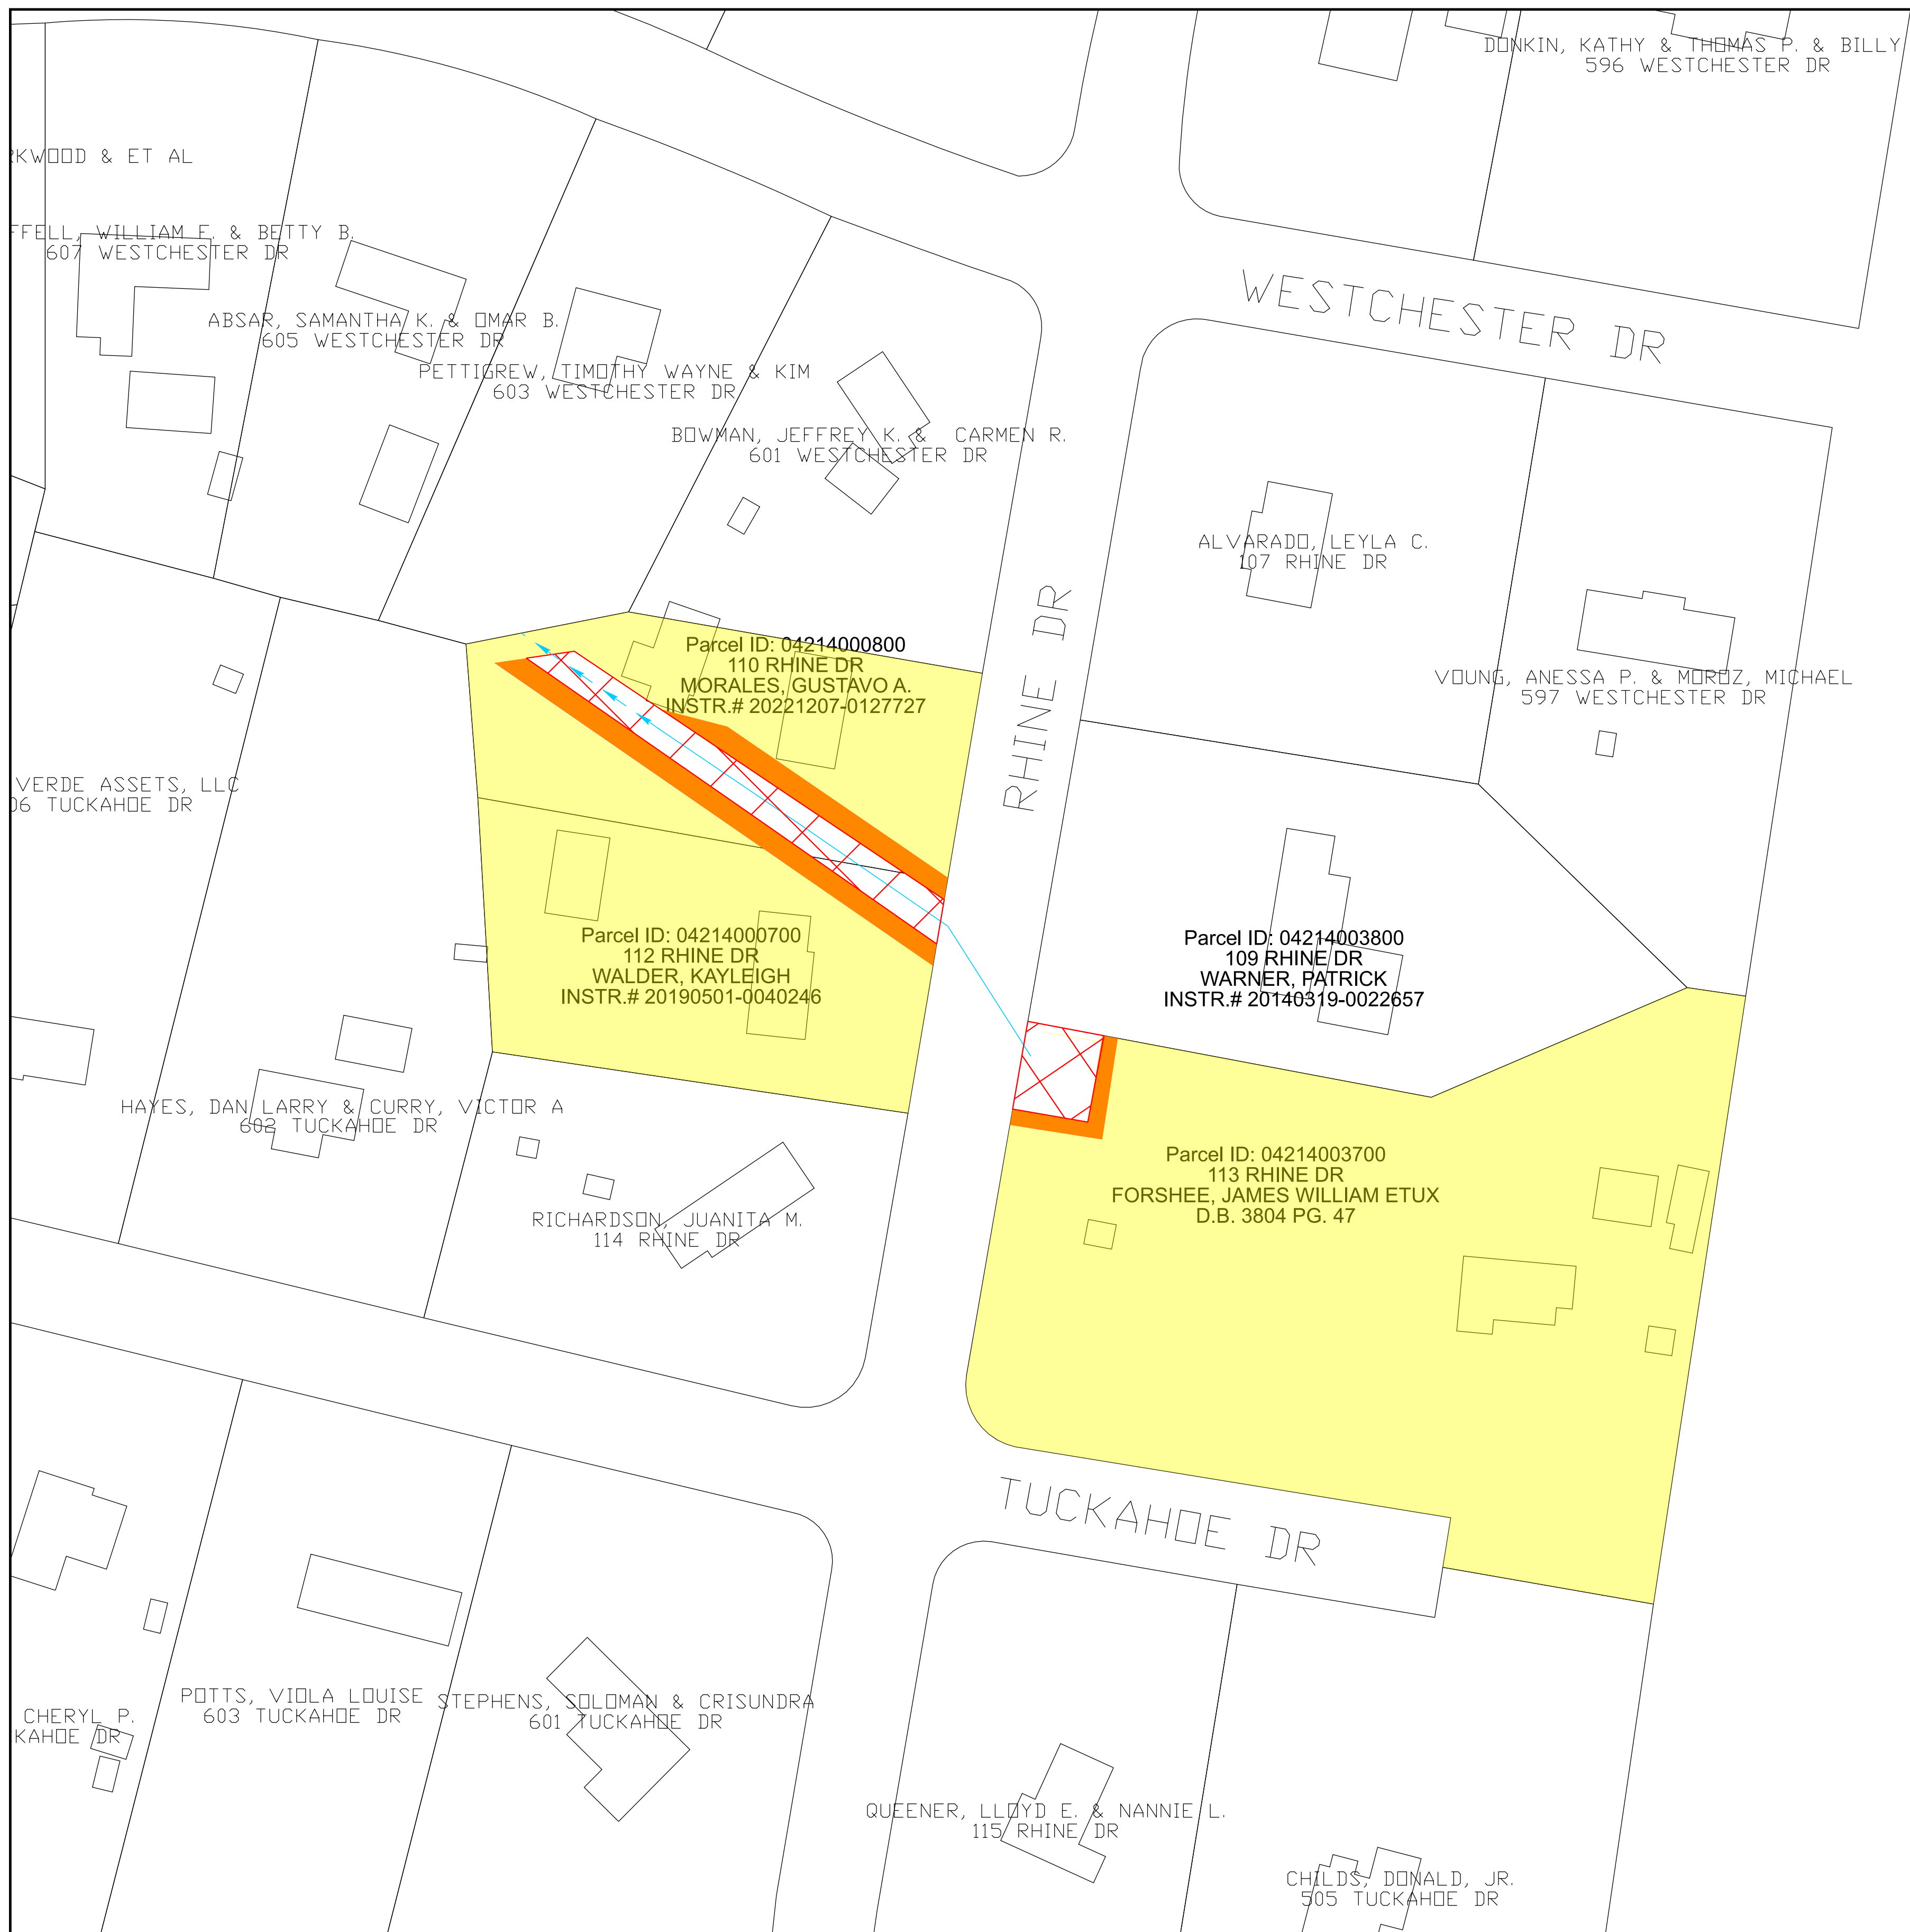 DONKIN, KATHY & THOMAS P. & BILLY
596 WESTCHESTER DR
RKWOOD & ET AL
FFELL, WILLIAM E. & BETTY B.
607 WESTCHESTER DR
ABSAR, SAMANTHA K. & OMAR B.
605 WESTCHESTER DR
PETTIGREW, TIMOTHY WAYNE & KIM
603 WESTCHESTER DR
BOWMAN, JEFFREY K. & CARMEN R.
601 WESTCHESTER DR
WESTCHESTER DR
ALVARADO, LEYLA C.
107 RHINE DR
RHINE DR
Parcel ID: 04214000800
110 RHINE DR
MORALES, GUSTAVO A.
INSTR.# 20221207-0127727
YOUNG, ANESSA P. & MOROZ, MICHAEL
597 WESTCHESTER DR
VERDE ASSETS, LLC
06 TUCKAHOE DR
Parcel ID: 04214000700
112 RHINE DR
WALDER, KAYLEIGH
INSTR.# 20190501-0040246
Parcel ID: 04214003800
109 RHINE DR
WARNER, PATRICK
INSTR.# 20140319-0022657
HAYES, DAN LARRY & CURRY, VICTOR A
602 TUCKAHOE DR
Parcel ID: 04214003700
113 RHINE DR
FORSHEE, JAMES WILLIAM ETUX
D.B. 3804 PG. 47
RICHARDSON, JUANITA M.
114 RHINE DR
TUCKAHOE DR
CHERYL P.
KAHOE DR
POTTS, VIOLA LOUISE
603 TUCKAHOE DR
STEPHENS, SOLOMAN & CRISUNDRA
601 TUCKAHOE DR
QUEENER, LLOYD E. & NANNIE L.
115 RHINE DR
CHILDS, DONALD, JR.
505 TUCKAHOE DR